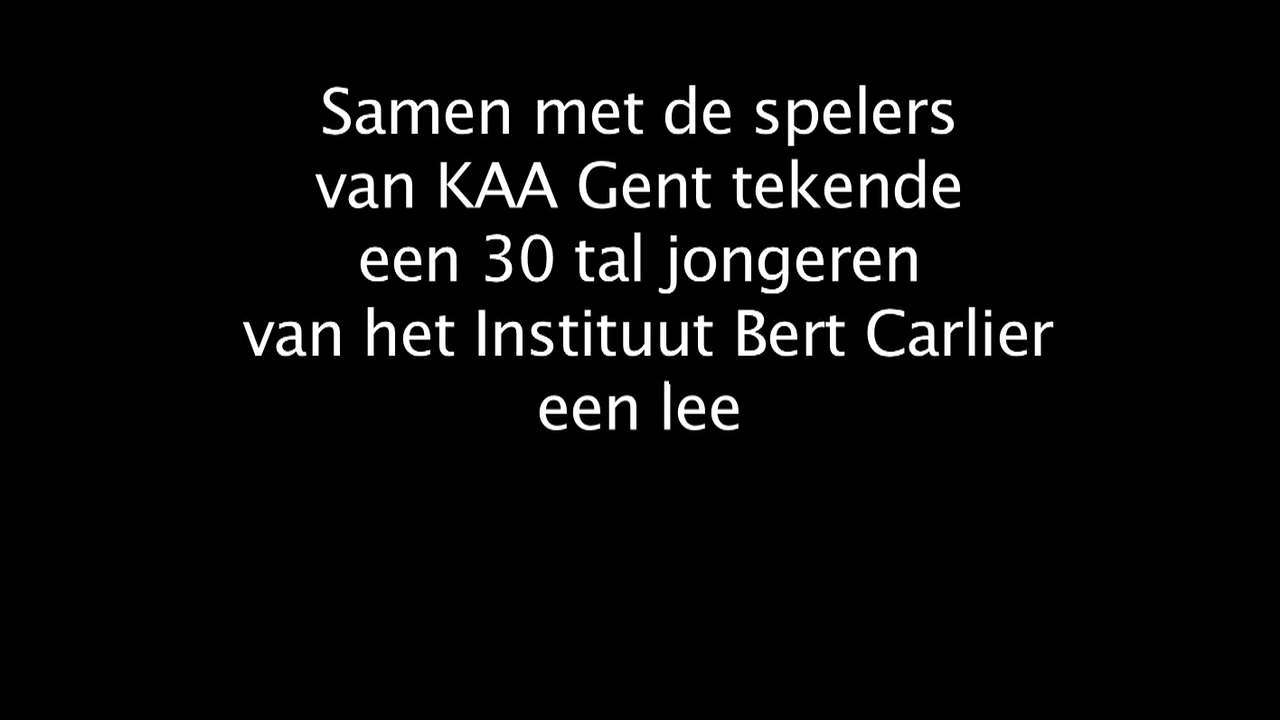 Samen met de spelers
van KAA Gent tekende
een 30 tal jongeren
van het Instituut Bert Carlier
een lee